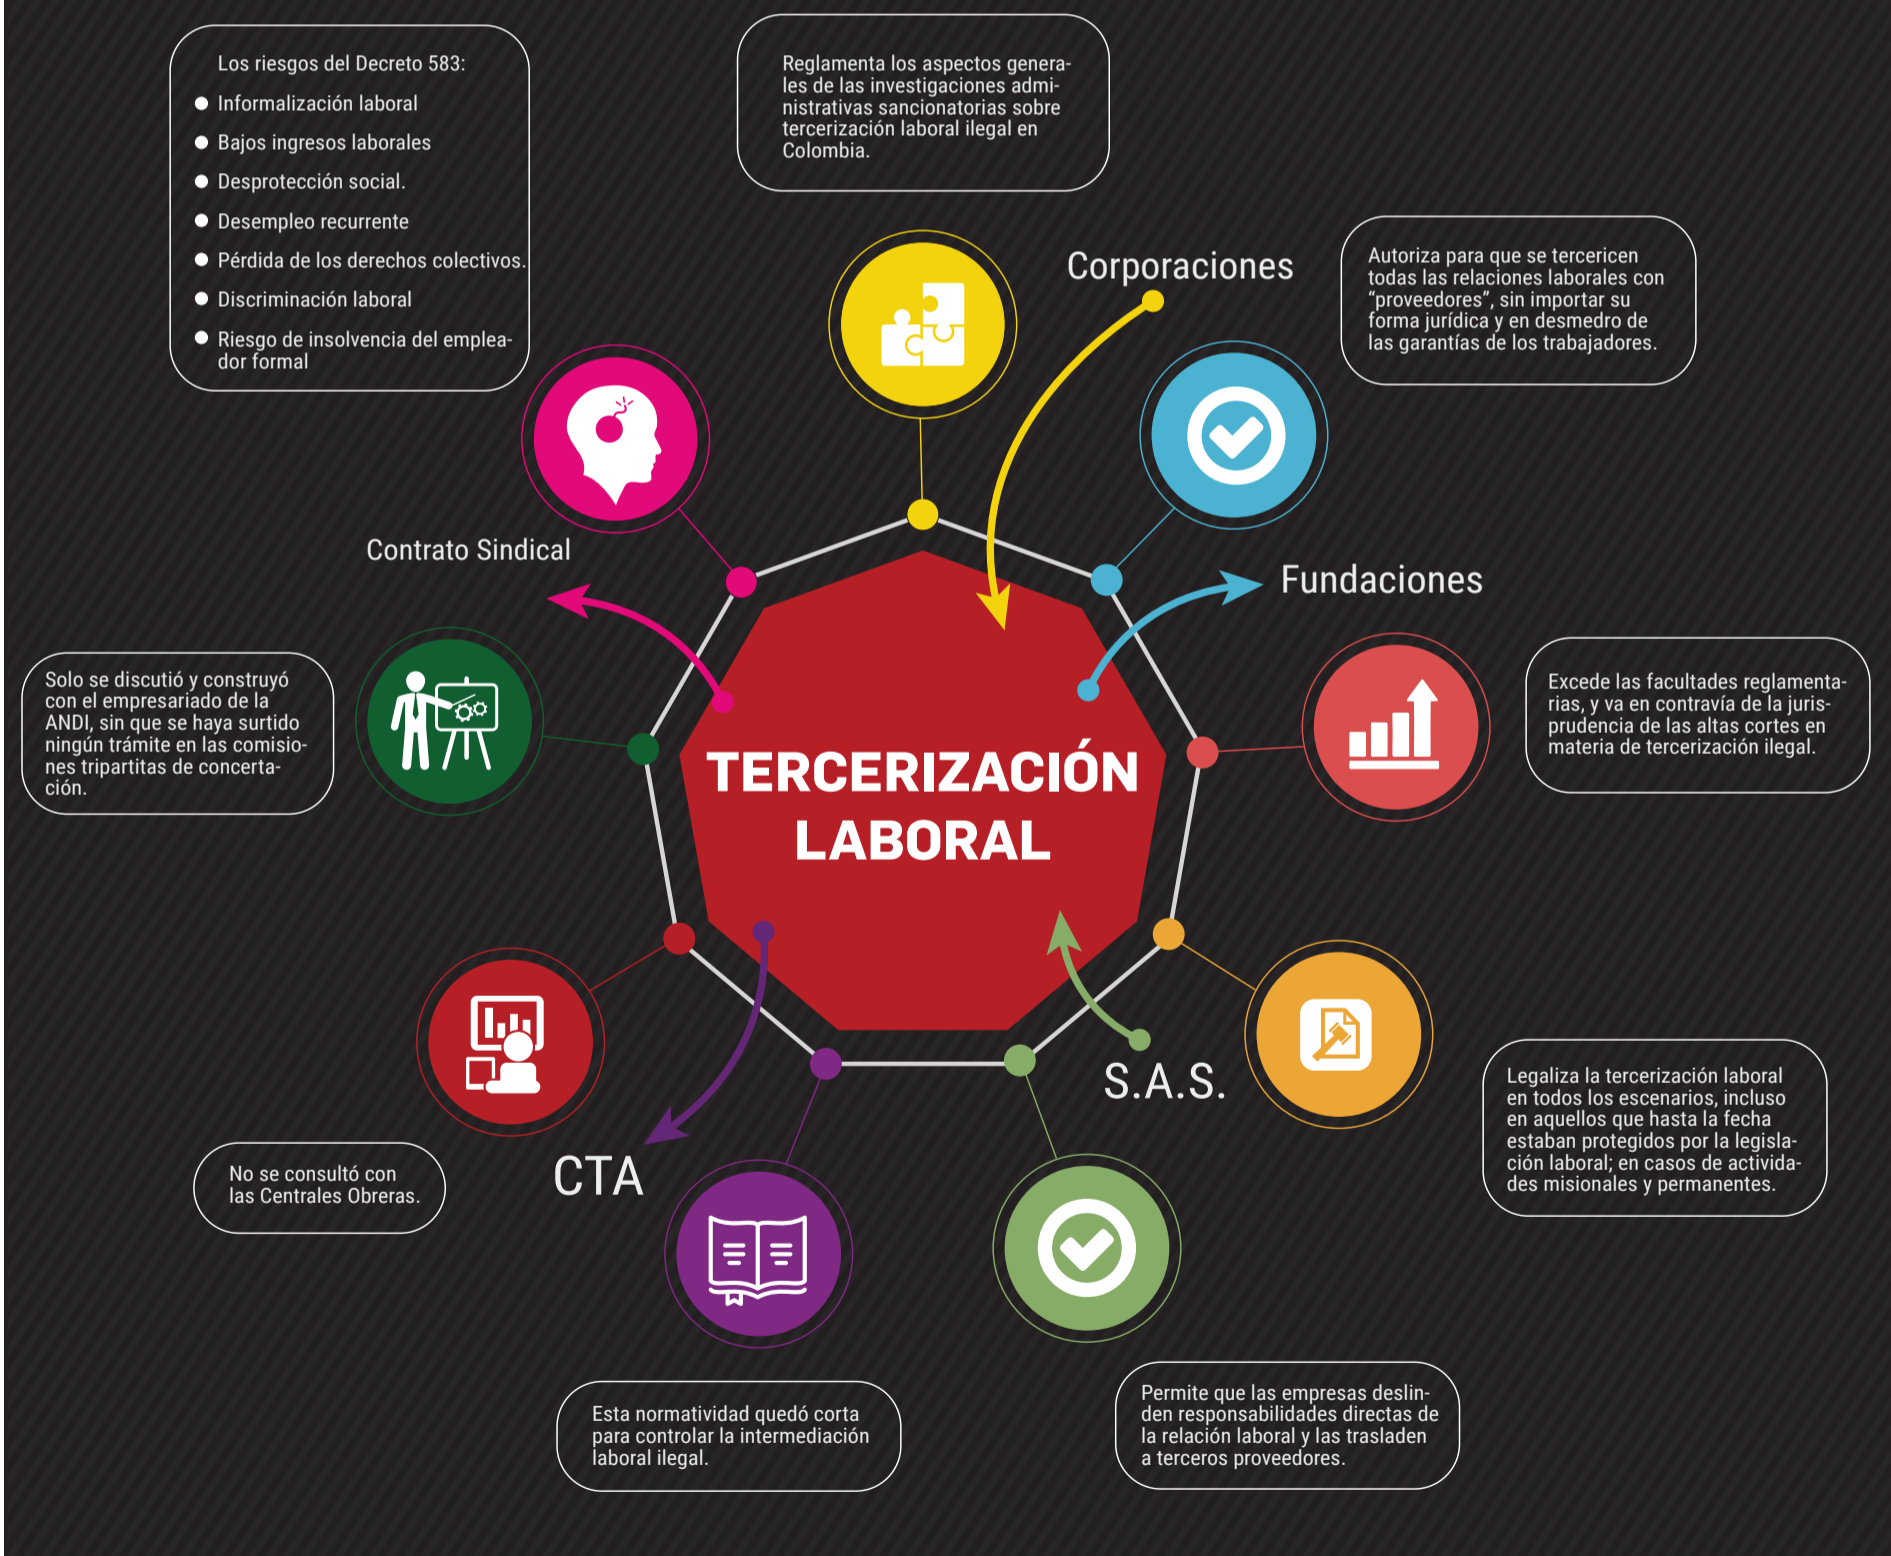 Los riesgos del Decreto 583:
Informalización laboral
Bajos ingresos laborales
Desprotección social.
Desempleo recurrente
Pérdida de los derechos colectivos.
Discriminación laboral
Riesgo de insolvencia del emplea-
dor formal
Reglamenta los aspectos genera-
les de las investigaciones admi-
nistrativas sancionatorias sobre
tercerización laboral ilegal en
Colombia.
Corporaciones
Autoriza para que se tercericen
todas las relaciones laborales con
“proveedores”, sin importar su
forma jurídica y en desmedro de
las garantías de los trabajadores.
Contrato Sindical
Fundaciones
Solo se discutió y construyó
con el empresariado de la
ANDI, sin que se haya surtido
ningún trámite en las comisio-
nes tripartitas de concerta-
ción.
Excede las facultades reglamenta-
rias, y va en contravía de la juris-
prudencia de las altas cortes en
materia de tercerización ilegal.
TERCERIZACIÓN
LABORAL
S.A.S.
Legaliza la tercerización laboral
en todos los escenarios, incluso
en aquellos que hasta la fecha
estaban protegidos por la legisla-
ción laboral; en casos de activida-
des misionales y permanentes.
No se consultó con
las Centrales Obreras.
CTA
Esta normatividad quedó corta
para controlar la intermediación
laboral ilegal.
Permite que las empresas deslin-
den responsabilidades directas de
la relación laboral y las trasladen
a terceros proveedores.